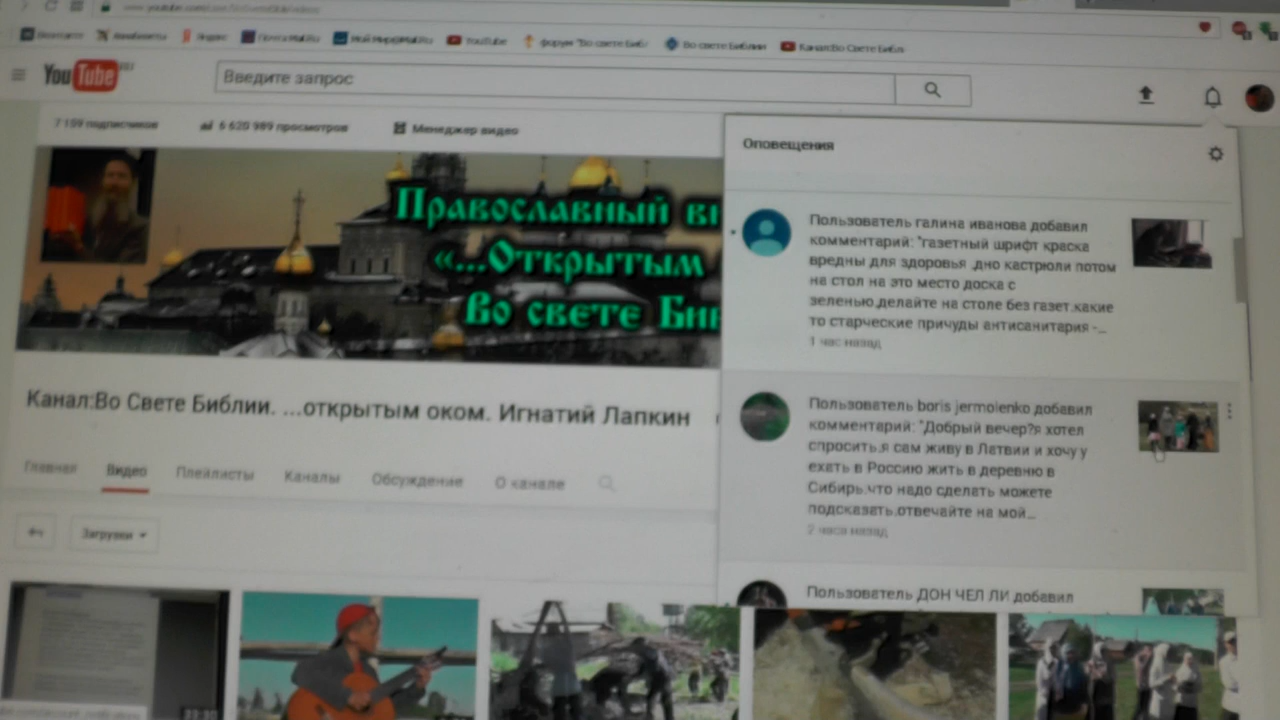 Вконтакте
Яндекс
Почта Mail.Ru
Мой Мир@Mail.Ru
YouTube
форум "Во свете Библ
Во свете Библии
Канал:Во Свете Библ
YouTube
Введите запрос
7 159 подписчиков
6 620 989 просмотров
Менеджер видео
Православный ви
«...Открытым
Во свете Биб
Канал:Во Свете Библии. ...открытым оком. Игнатий Лапкин
Главная
Видео
Плейлисты
Каналы
Обсуждение
О канале
Загрузки
Оповещения
Пользователь галина иванова добавил
комментарий: "газетный шрифт краска
вредны для здоровья .дно кастрюли потом
на стол на это место доска с
зеленью.делайте на столе без газет.какие
то старческие причуды антисанитария -...
1 час назад
Пользователь boris jermolenko добавил
комментарий: "Добрый вечер?я хотел
спросить.я сам живу в Латвии и хочу у
ехать в Россию жить в деревню в
Сибирь.что надо сделать можете
подсказать.отвечайте на мой...
2 часа назад
Пользователь ДОН ЧЕЛ ЛИ добавил